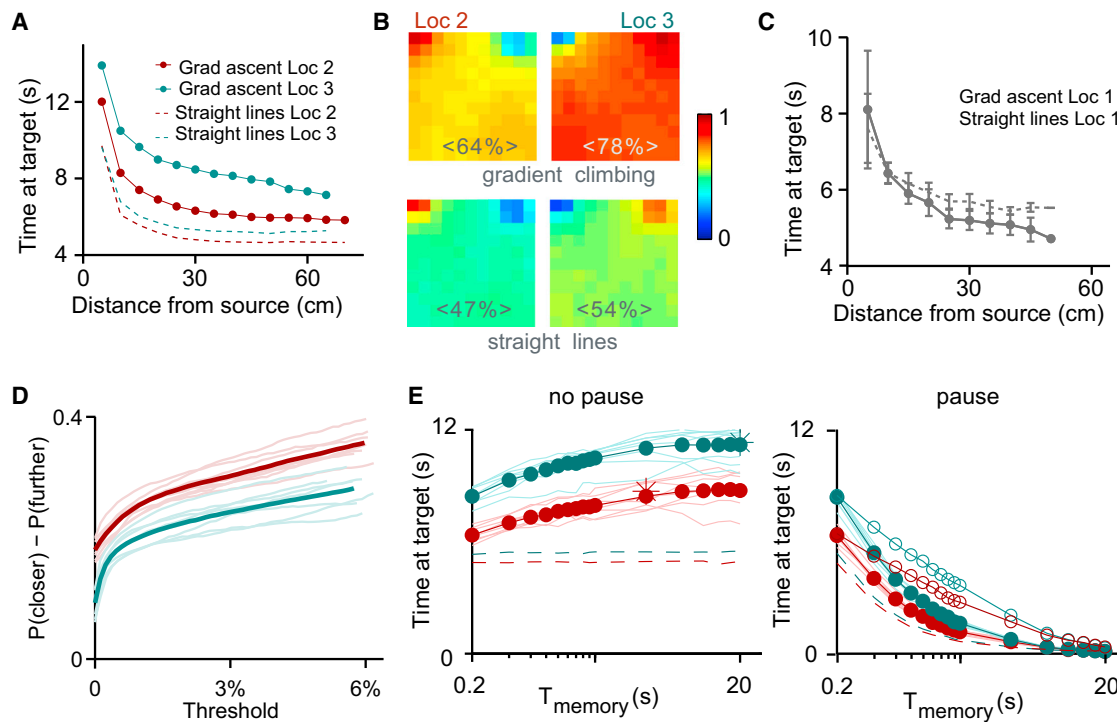 A
Time at target (s)
12
8
4
0
30
60
Distance from source (cm)
Grad ascent Loc 2
Grad ascent Loc 3
Straight lines Loc 2
Straight lines Loc 3
B
Loc 2
Loc 3
<64%>
<78%>
gradient climbing
<47%>
<54%>
straight lines
1
0
C
Time at target (s)
10
8
6
4
0
30
60
Distance from source (cm)
Grad ascent Loc 1
Straight lines Loc 1
D
P(closer) – P(further)
0.4
0
0
3%
6%
Threshold
E
no pause
Time at target (s)
12
0
0.2
20
Tmemory (s)
pause
Time at target (s)
12
0
0.2
20
Tmemory (s)